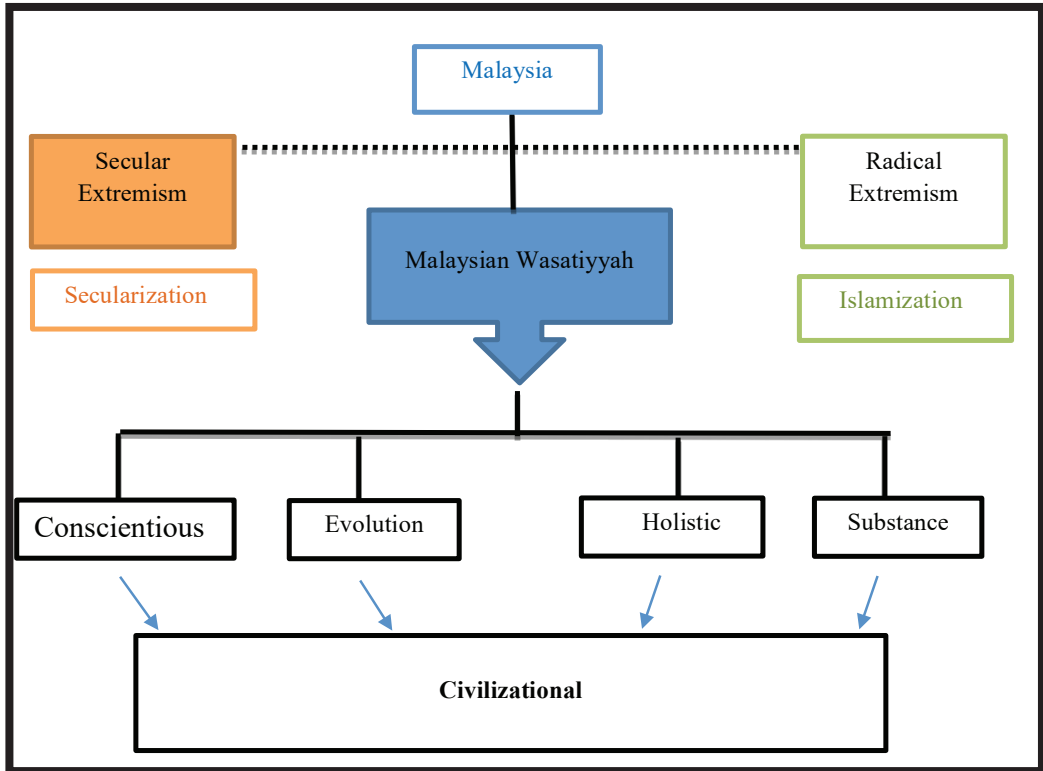 Malaysia
Secular
Extremism
Radical
Extremism
Malaysian Wasatiyyah
Secularization
Islamization
Conscientious
Evolution
Holistic
Substance
Civilizational